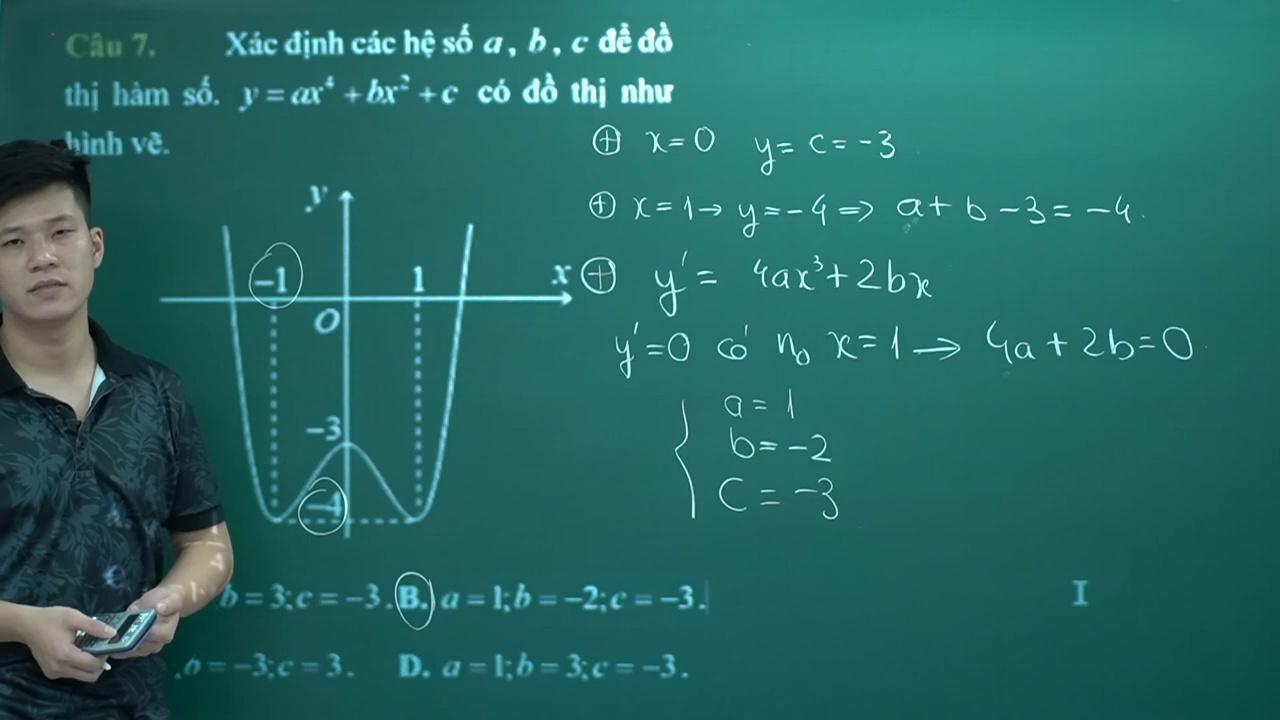 Câu 7. Xác định các hệ số a, b, c để đồ
thị hàm số. y = ax⁴ + bx² + c có đồ thị như
hình vẽ.
⊕ x=0 y= c= -3
⊕ x=1→ y=-4 => a+ b -3= -4.
⊕ y'= 4ax³+2bx
y'=0 có n₀ x=1 → 4a+2b=0.
{ a= 1
b= -2
C = -3
y
-1
1
x
O
-3
-4
b = 3; c = -3. B. a = 1; b = -2; c = -3.
b = -3; c = 3. D. a = 1; b = 3; c = -3.